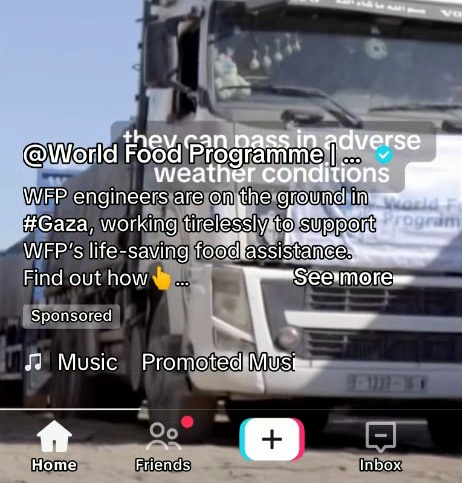 they can pass in adverse
weather conditions
@World Food Programme | ...
WFP engineers are on the ground in
#Gaza, working tirelessly to support
WFP's life-saving food assistance.
Find out how👆... See more
Sponsored
Music Promoted Musi
Home Friends Inbox